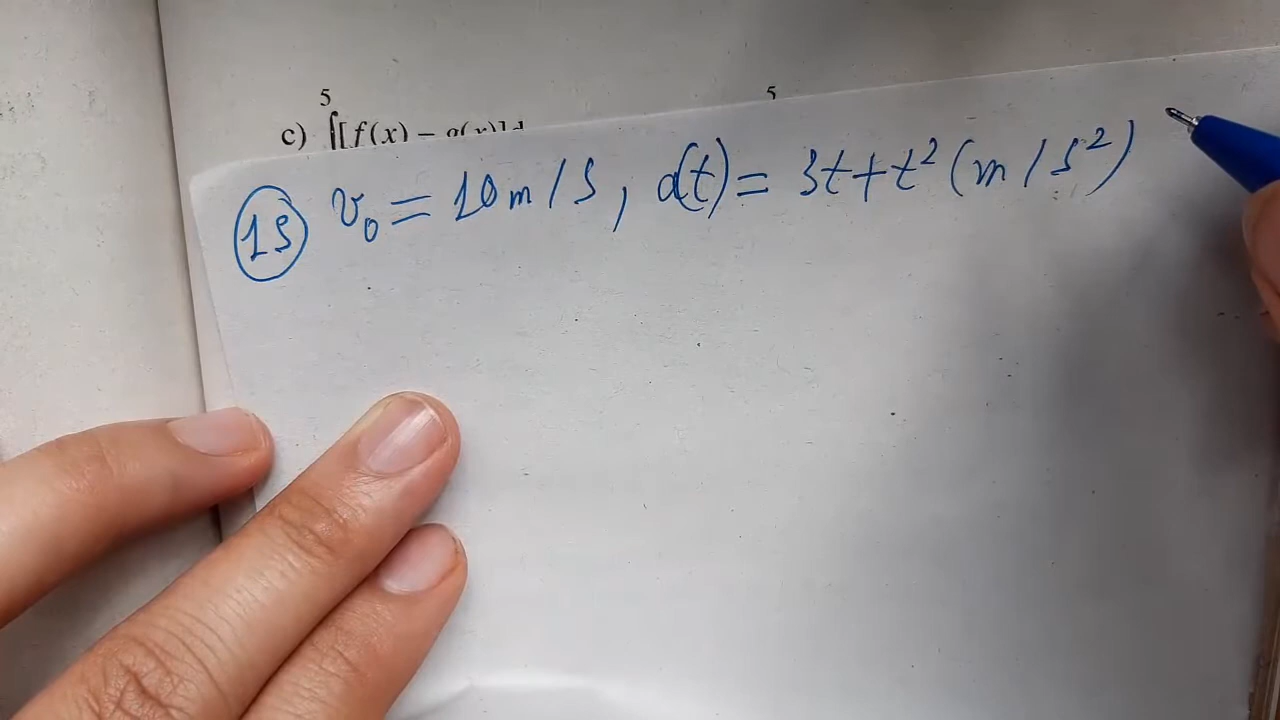 5 5
c) ∫[f(x) – g(x)]d
15 v₀ = 10 m/s, a(t) = 3t + t² (m/s²)